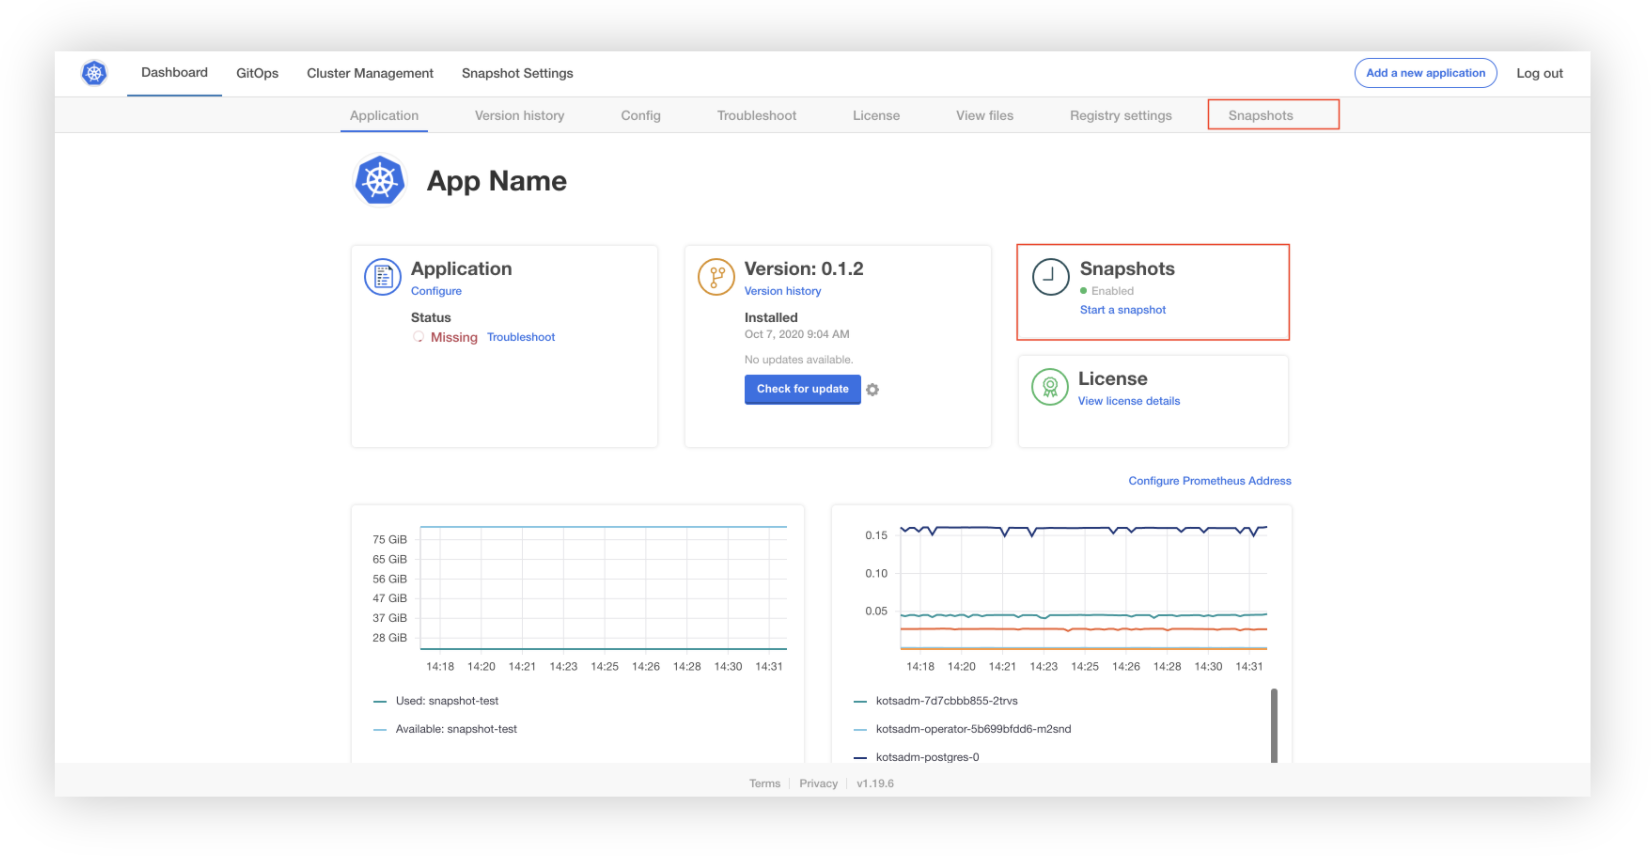 Dashboard GitOps Cluster Management Snapshot Settings Add a new application Log out
Application Version history Config Troubleshoot License View files Registry settings Snapshots
App Name
Application
Configure
Status
Missing Troubleshoot
Version: 0.1.2
Version history
Installed
Oct 7, 2020 9:04 AM
No updates available.
Check for update
Snapshots
Enabled
Start a snapshot
License
View license details
Configure Prometheus Address
75 GiB
65 GiB
56 GiB
47 GiB
37 GiB
28 GiB
14:18 14:20 14:21 14:23 14:25 14:26 14:28 14:30 14:31
Used: snapshot-test
Available: snapshot-test
0.15
0.10
0.05
14:18 14:20 14:21 14:23 14:25 14:26 14:28 14:30 14:31
kotsadm-7d7cbbb855-2trvs
kotsadm-operator-5b699bfdd6-m2snd
kotsadm-postgres-0
Terms Privacy v1.19.6